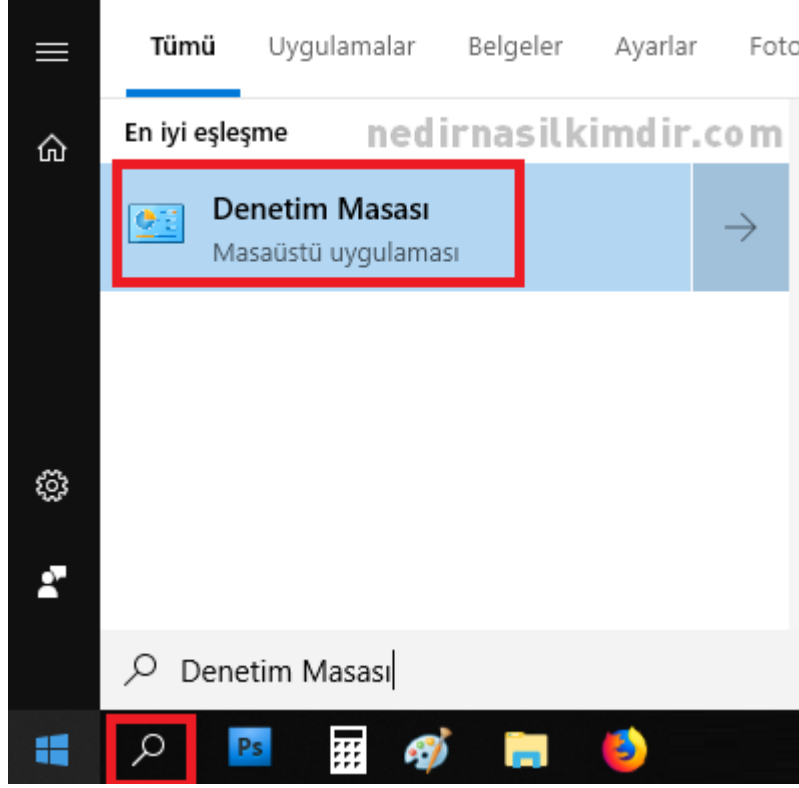 Tümü Uygulamalar Belgeler Ayarlar Foto
En iyi eşleşme nedirnasilkimdir.com
Denetim Masası
Masaüstü uygulaması
Denetim Masası
Ps